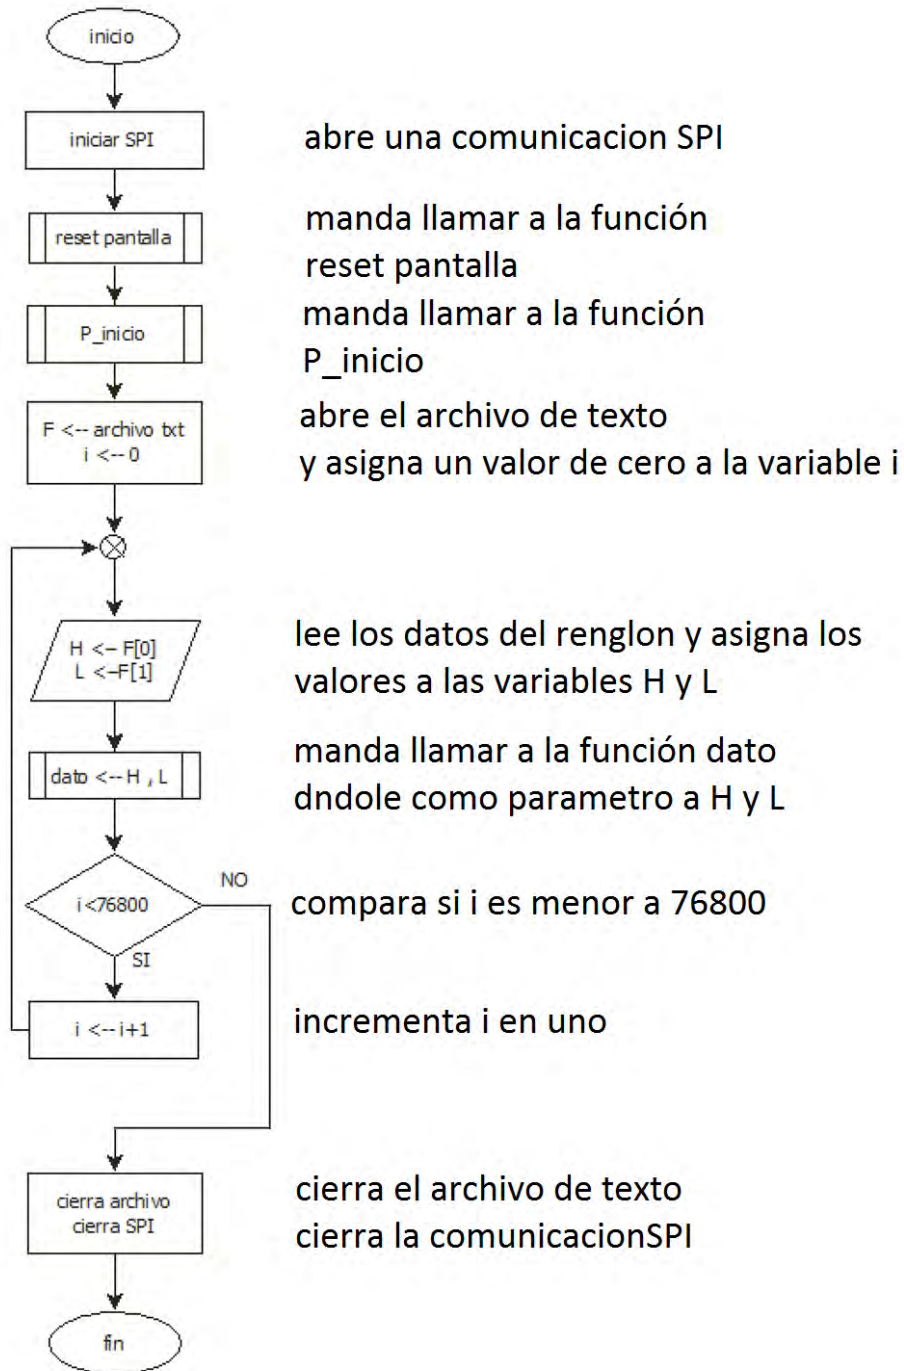 inicio
iniciar SPI
abre una comunicacion SPI
reset pantalla
manda llamar a la función
reset pantalla
P_inicio
manda llamar a la función
P_inicio
F <-- archivo txt
i <-- 0
abre el archivo de texto
y asigna un valor de cero a la variable i
H <-- F[0]
L <--F[1]
lee los datos del renglon y asigna los
valores a las variables H y L
dato <-- H , L
manda llamar a la función dato
dndole como parametro a H y L
i <76800
NO
SI
compara si i es menor a 76800
i <-- i+1
incrementa i en uno
cierra archivo
cierra SPI
cierra el archivo de texto
cierra la comunicacionSPI
fin